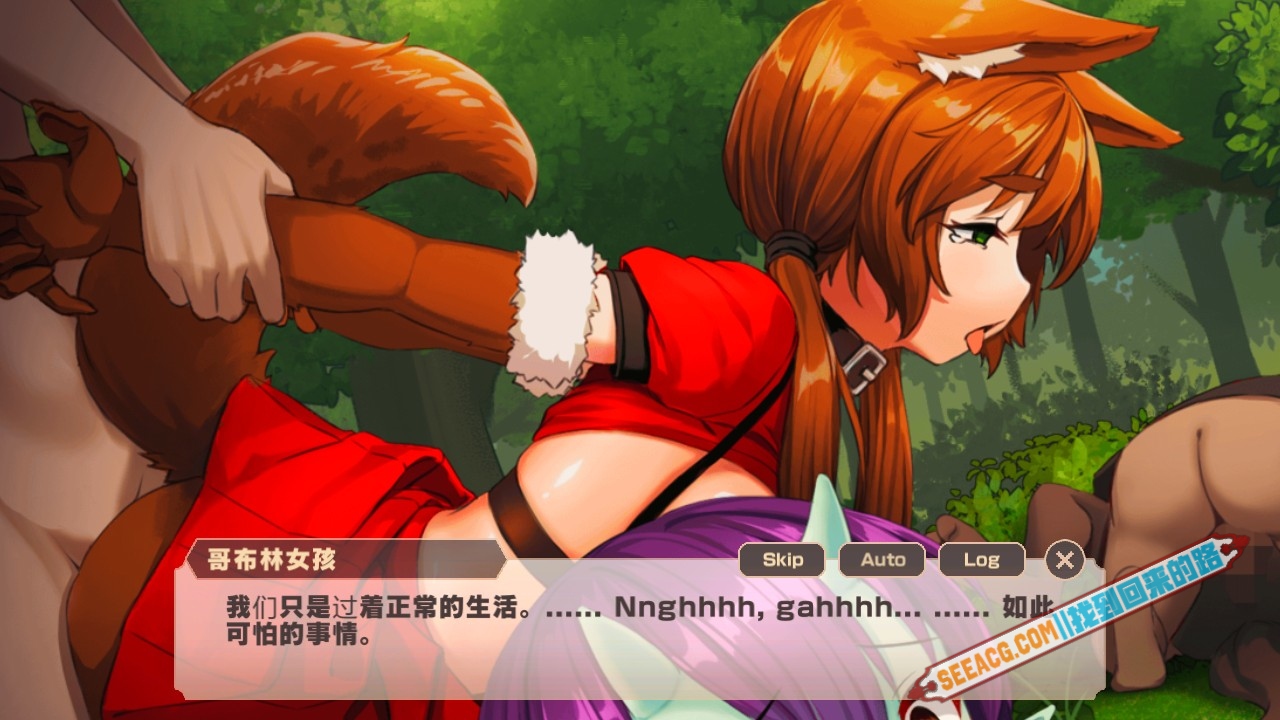 哥布林女孩
Skip
Auto
Log
我们只是过着正常的生活。...... Nnghhhh, gahhhh... ...... 如此
可怕的事情。
SEEACG.COM||找到回来的路